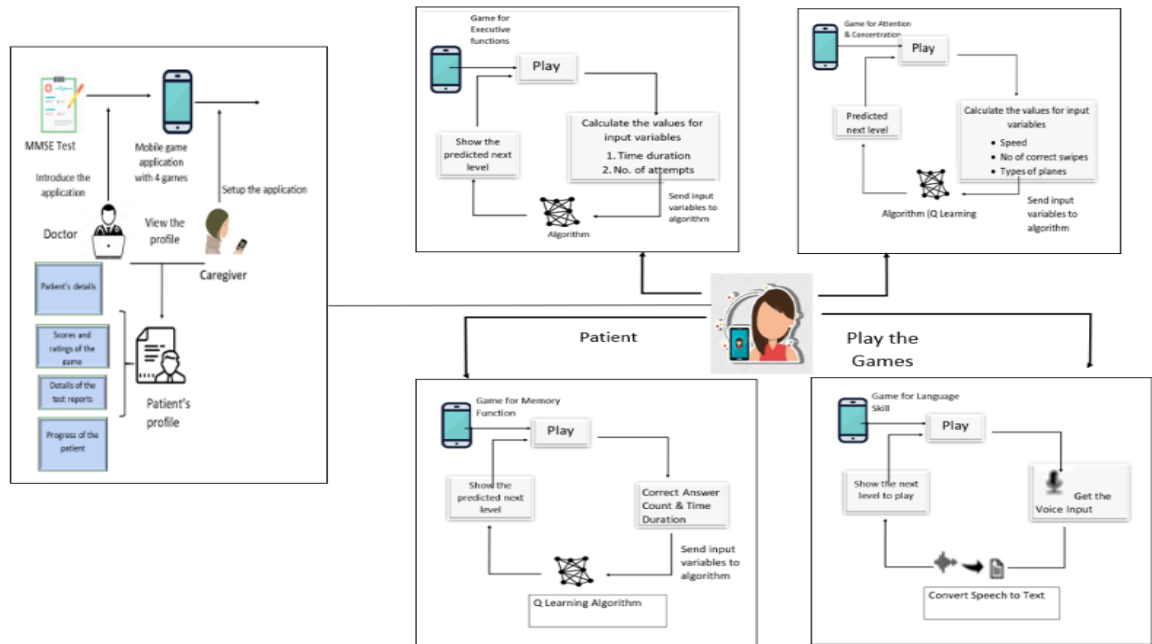 MMSE Test
Mobile game
application
with 4 games
Introduce the
application
Setup the application
Doctor
View the
profile
Caregiver
Patient's details
Scores and
ratings of the
game
Details of the
test reports
Progress of the
patient
Patient's
profile
Game for
Executive
functions
Play
Show the
predicted next
level
Calculate the values for
input variables
1. Time duration
2. No. of attempts
Send input
variables to
algorithm
Algorithm
Game for Attention
& Concentration
Play
Predicted
next level
Calculate the values for input
variables
• Speed
• No of correct swipes
• Types of planes
Send input
variables to
algorithm
Algorithm (Q Learning
Patient
Play the
Games
Game for Memory
Function
Play
Show the
predicted next
level
Correct Answer
Count & Time
Duration
Send input
variables to
algorithm
Q Learning Algorithm
Game for Language
Skill
Play
Show the next
level to play
Get the
Voice Input
Convert Speech to Text